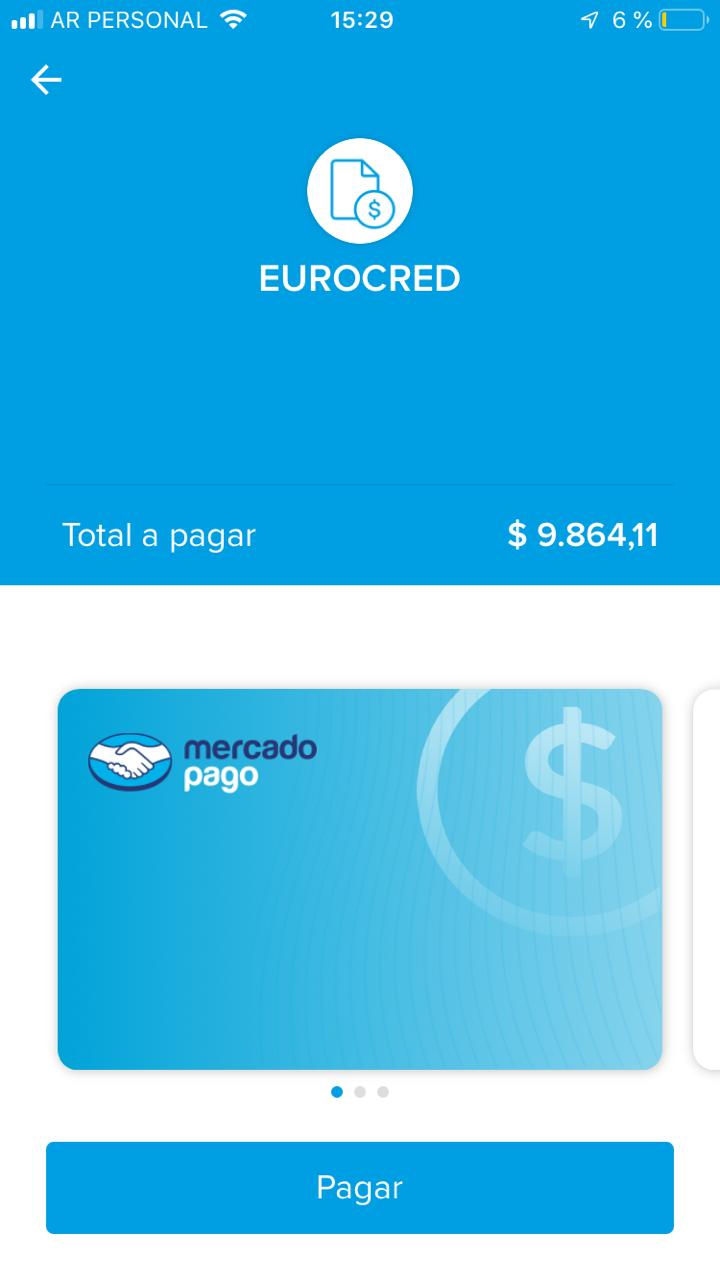 AR PERSONAL 15:29 6 %
$
EUROCRED
Total a pagar $ 9.864,11
$
mercado
pago
Pagar